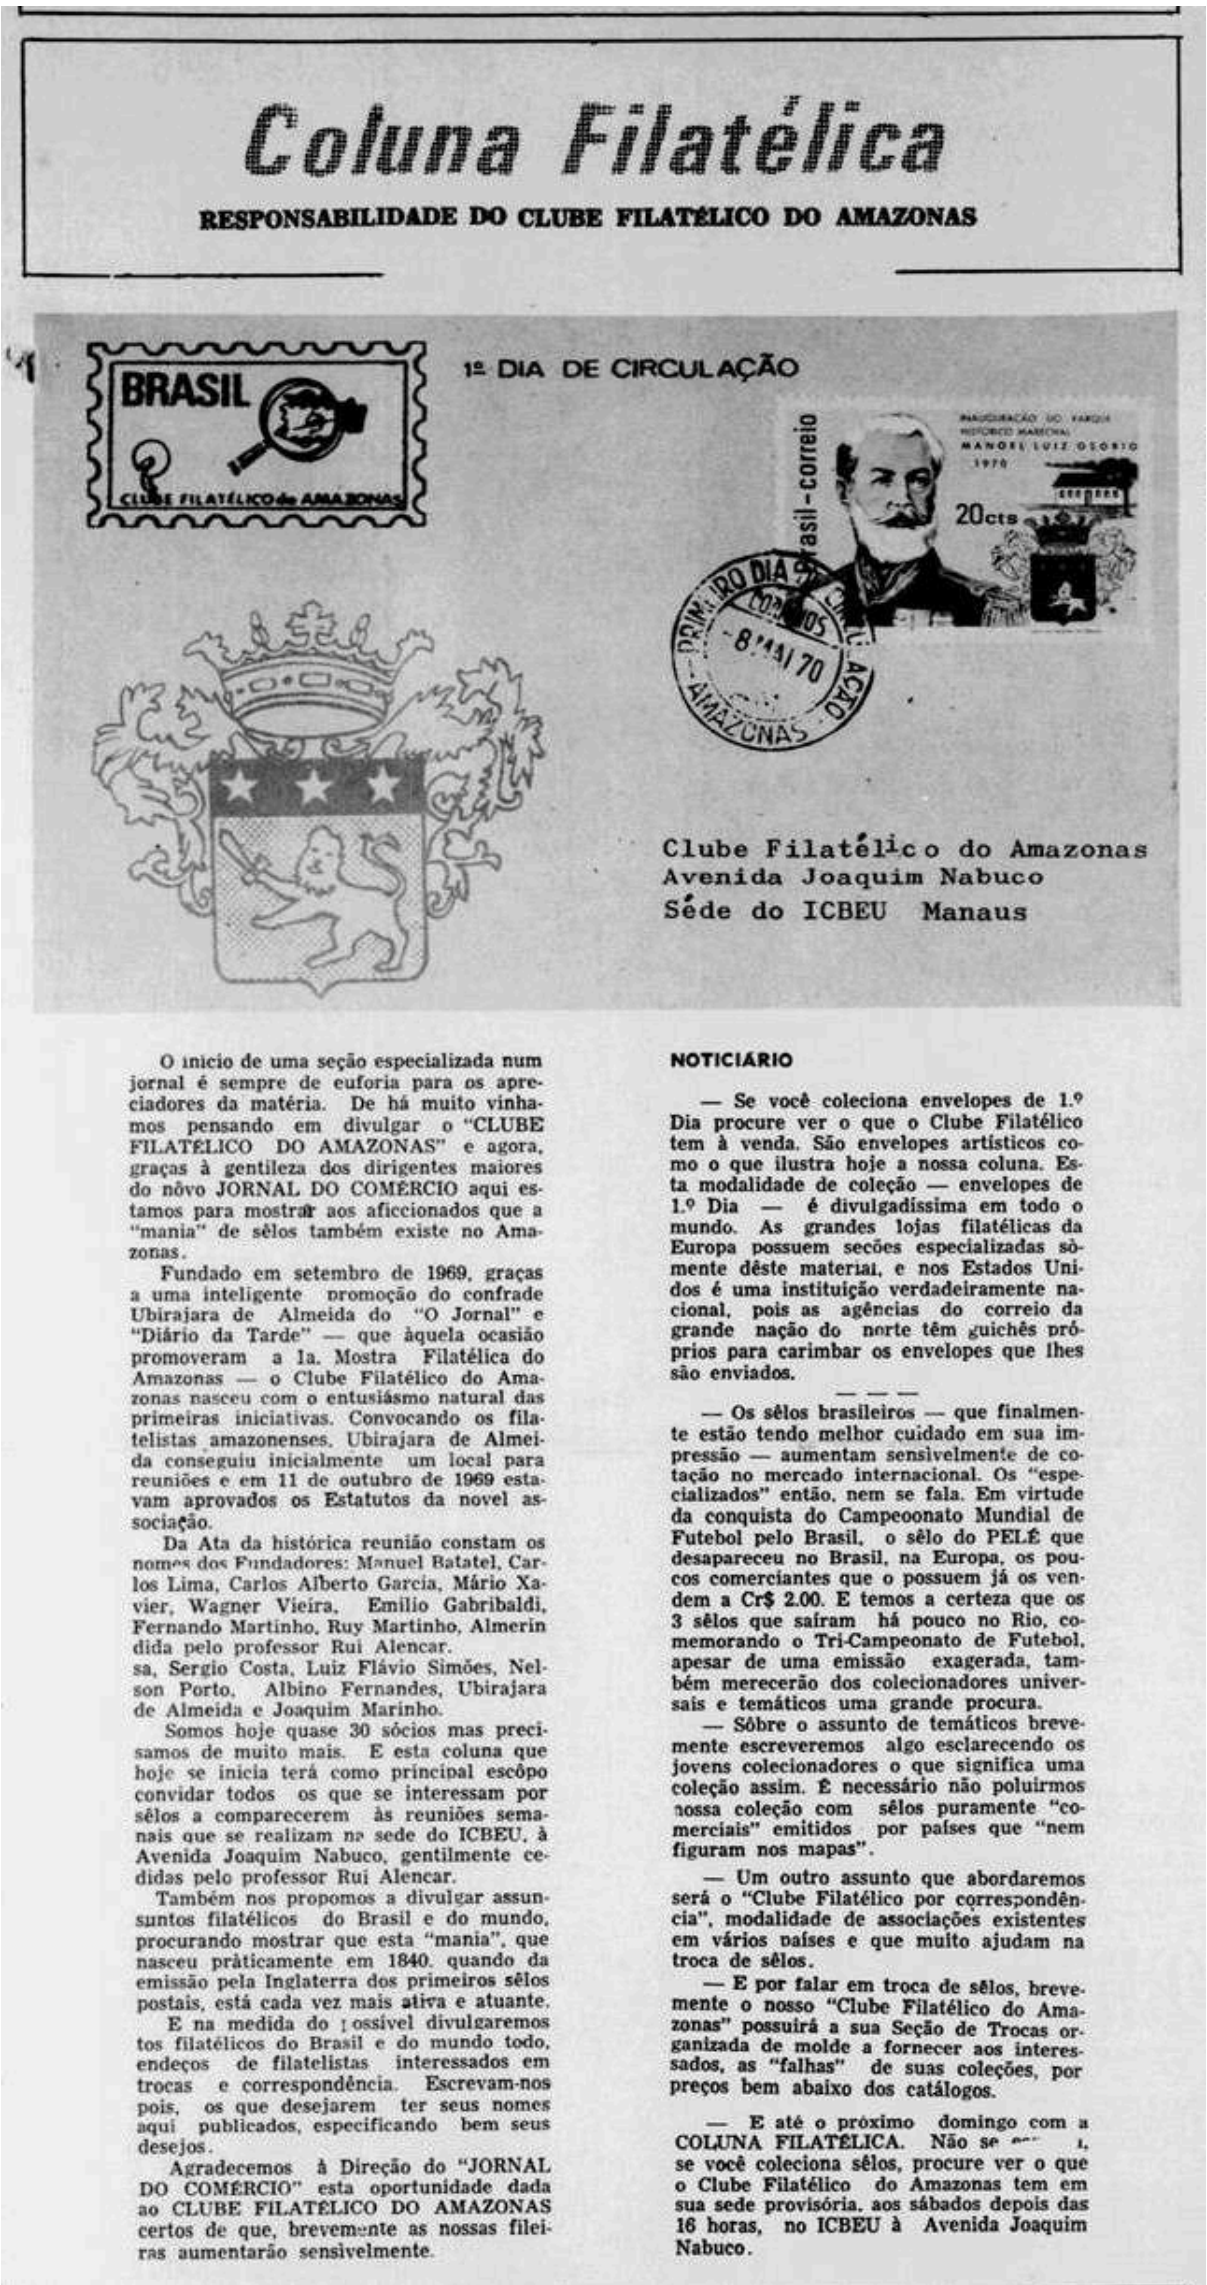 Coluna Filatélica
RESPONSABILIDADE DO CLUBE FILATÉLICO DO AMAZONAS
BRASIL
CLUBE FILATÉLICO do AMAZONAS
1º DIA DE CIRCULAÇÃO
brasil-correio
INAUGURAÇÃO DO PARQUE
HISTÓRICO MARECHAL
MANOEL LUIZ OSORIO
1970
20cts
PRIMEIRO DIA DE CIRCULAÇÃO
CORREIOS
-8 MAI 70
AMAZONAS
Clube Filatélico do Amazonas
Avenida Joaquim Nabuco
Séde do ICBEU Manaus
O início de uma seção especializada num
jornal é sempre de euforia para os apre-
ciadores da matéria. De há muito vinha-
mos pensando em divulgar o "CLUBE
FILATÉLICO DO AMAZONAS" e agora,
graças à gentileza dos dirigentes maiores
do nôvo JORNAL DO COMÉRCIO aqui es-
tamos para mostrar aos aficcionados que a
"mania" de sêlos também existe no Ama-
zonas.
Fundado em setembro de 1969, graças
a uma inteligente promoção do confrade
Ubirajara de Almeida do "O Jornal" e
"Diário da Tarde" — que àquela ocasião
promoveram a 1a. Mostra Filatélica do
Amazonas — o Clube Filatélico do Ama-
zonas nasceu com o entusiásmo natural das
primeiras iniciativas. Convocando os fila-
telistas amazonenses, Ubirajara de Almei-
da conseguiu inicialmente um local para
reuniões e em 11 de outubro de 1969 esta-
vam aprovados os Estatutos da novel as-
sociação.
Da Ata da histórica reunião constam os
nomes dos Fundadores: Manuel Batatel, Car-
los Lima, Carlos Alberto Garcia, Mário Xa-
vier, Wagner Vieira, Emilio Gabribaldi,
Fernando Martinho, Ruy Martinho, Almerin
dida pelo professor Rui Alencar.
sa, Sergio Costa, Luiz Flávio Simões, Nel-
son Porto, Albino Fernandes, Ubirajara
de Almeida e Joaquim Marinho.
Somos hoje quase 30 sócios mas preci-
samos de muito mais. E esta coluna que
hoje se inicia terá como principal escôpo
convidar todos os que se interessam por
sêlos a comparecerem às reuniões sema-
nais que se realizam na sede do ICBEU, à
Avenida Joaquim Nabuco, gentilmente ce-
didas pelo professor Rui Alencar.
Também nos propomos a divulgar assun-
suntos filatélicos do Brasil e do mundo,
procurando mostrar que esta "mania", que
nasceu pràticamente em 1840, quando da
emissão pela Inglaterra dos primeiros sêlos
postais, está cada vez mais ativa e atuante.
E na medida do possível divulgaremos
tos filatélicos do Brasil e do mundo todo,
endeços de filatelistas interessados em
trocas e correspondência. Escrevam-nos
pois, os que desejarem ter seus nomes
aqui publicados, especificando bem seus
desejos.
Agradecemos à Direção do "JORNAL
DO COMÉRCIO" esta oportunidade dada
ao CLUBE FILATÉLICO DO AMAZONAS
certos de que, brevemente as nossas filei-
ras aumentarão sensivelmente.
NOTICIÁRIO
— Se você coleciona envelopes de 1.º
Dia procure ver o que o Clube Filatélico
tem à venda. São envelopes artísticos co-
mo o que ilustra hoje a nossa coluna. Es-
ta modalidade de coleção — envelopes de
1.º Dia — é divulgadíssima em todo o
mundo. As grandes lojas filatélicas da
Europa possuem secões especializadas sò-
mente dêste material, e nos Estados Uni-
dos é uma instituição verdadeiramente na-
cional, pois as agências do correio da
grande nação do norte têm guichês pró-
prios para carimbar os envelopes que lhes
são enviados.
— — —
— Os sêlos brasileiros — que finalmen-
te estão tendo melhor cuidado em sua im-
pressão — aumentam sensivelmente de co-
tação no mercado internacional. Os "espe-
cializados" então, nem se fala. Em virtude
da conquista do Campeoonato Mundial de
Futebol pelo Brasil, o sêlo do PELÉ que
desapareceu no Brasil, na Europa, os pou-
cos comerciantes que o possuem já os ven-
dem a Cr$ 2.00. E temos a certeza que os
3 sêlos que saíram há pouco no Rio, co-
memorando o Tri-Campeonato de Futebol,
apesar de uma emissão exagerada, tam-
bém merecerão dos colecionadores univer-
sais e temáticos uma grande procura.
— Sôbre o assunto de temáticos breve-
mente escreveremos algo esclarecendo os
jovens colecionadores o que significa uma
coleção assim. É necessário não poluirmos
nossa coleção com sêlos puramente "co-
merciais" emitidos por países que "nem
figuram nos mapas".
— Um outro assunto que abordaremos
será o "Clube Filatélico por correspondên-
cia", modalidade de associações existentes
em vários países e que muito ajudam na
troca de sêlos.
— E por falar em troca de sêlos, breve-
mente o nosso "Clube Filatélico do Ama-
zonas" possuirá a sua Seção de Trocas or-
ganizada de molde a fornecer aos interes-
sados, as "falhas" de suas coleções, por
preços bem abaixo dos catálogos.
— E até o próximo domingo com a
COLUNA FILATÉLICA. Não se
se você coleciona sêlos, procure ver o que
o Clube Filatélico do Amazonas tem em
sua sede provisória, aos sábados depois das
16 horas, no ICBEU à Avenida Joaquim
Nabuco.